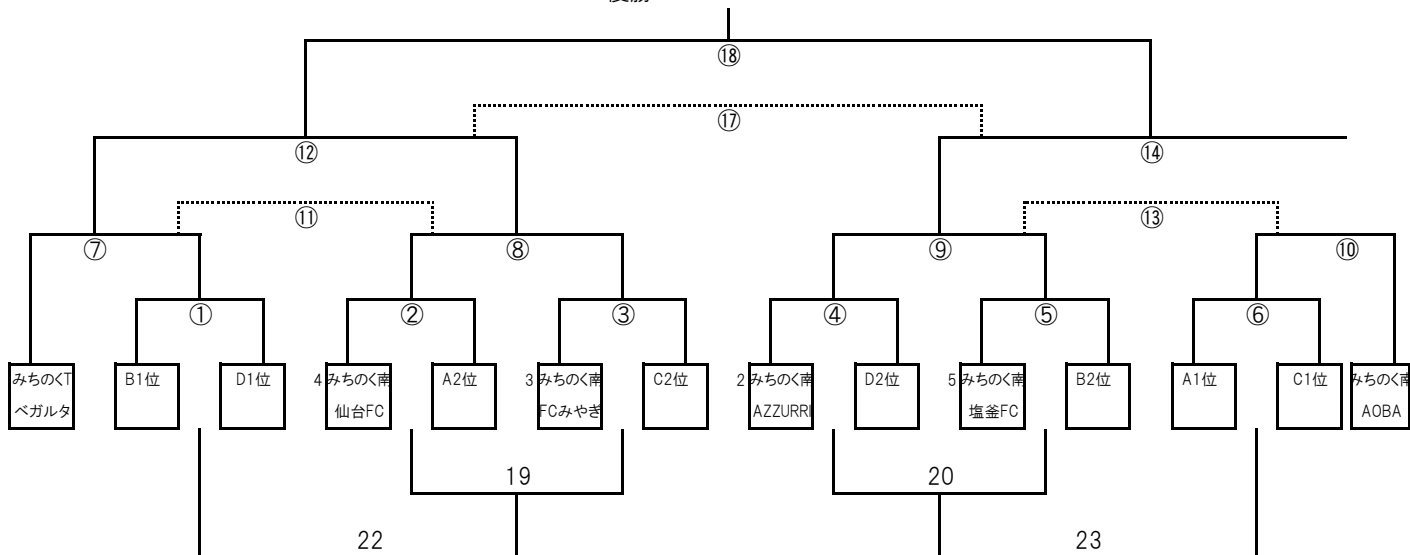 ⑱
⑰
⑫
⑭
⑪
⑬
⑦
⑧
⑨
⑩
①
②
③
④
⑤
⑥
みちのくT
ベガルタ
B1位
D1位
4 みちのく南
仙台FC
A2位
3 みちのく南
FCみやぎ
C2位
2 みちのく南
AZZURRI
D2位
5 みちのく南
塩釜FC
B2位
A1位
C1位
みちのく南
AOBA
19
20
22
23